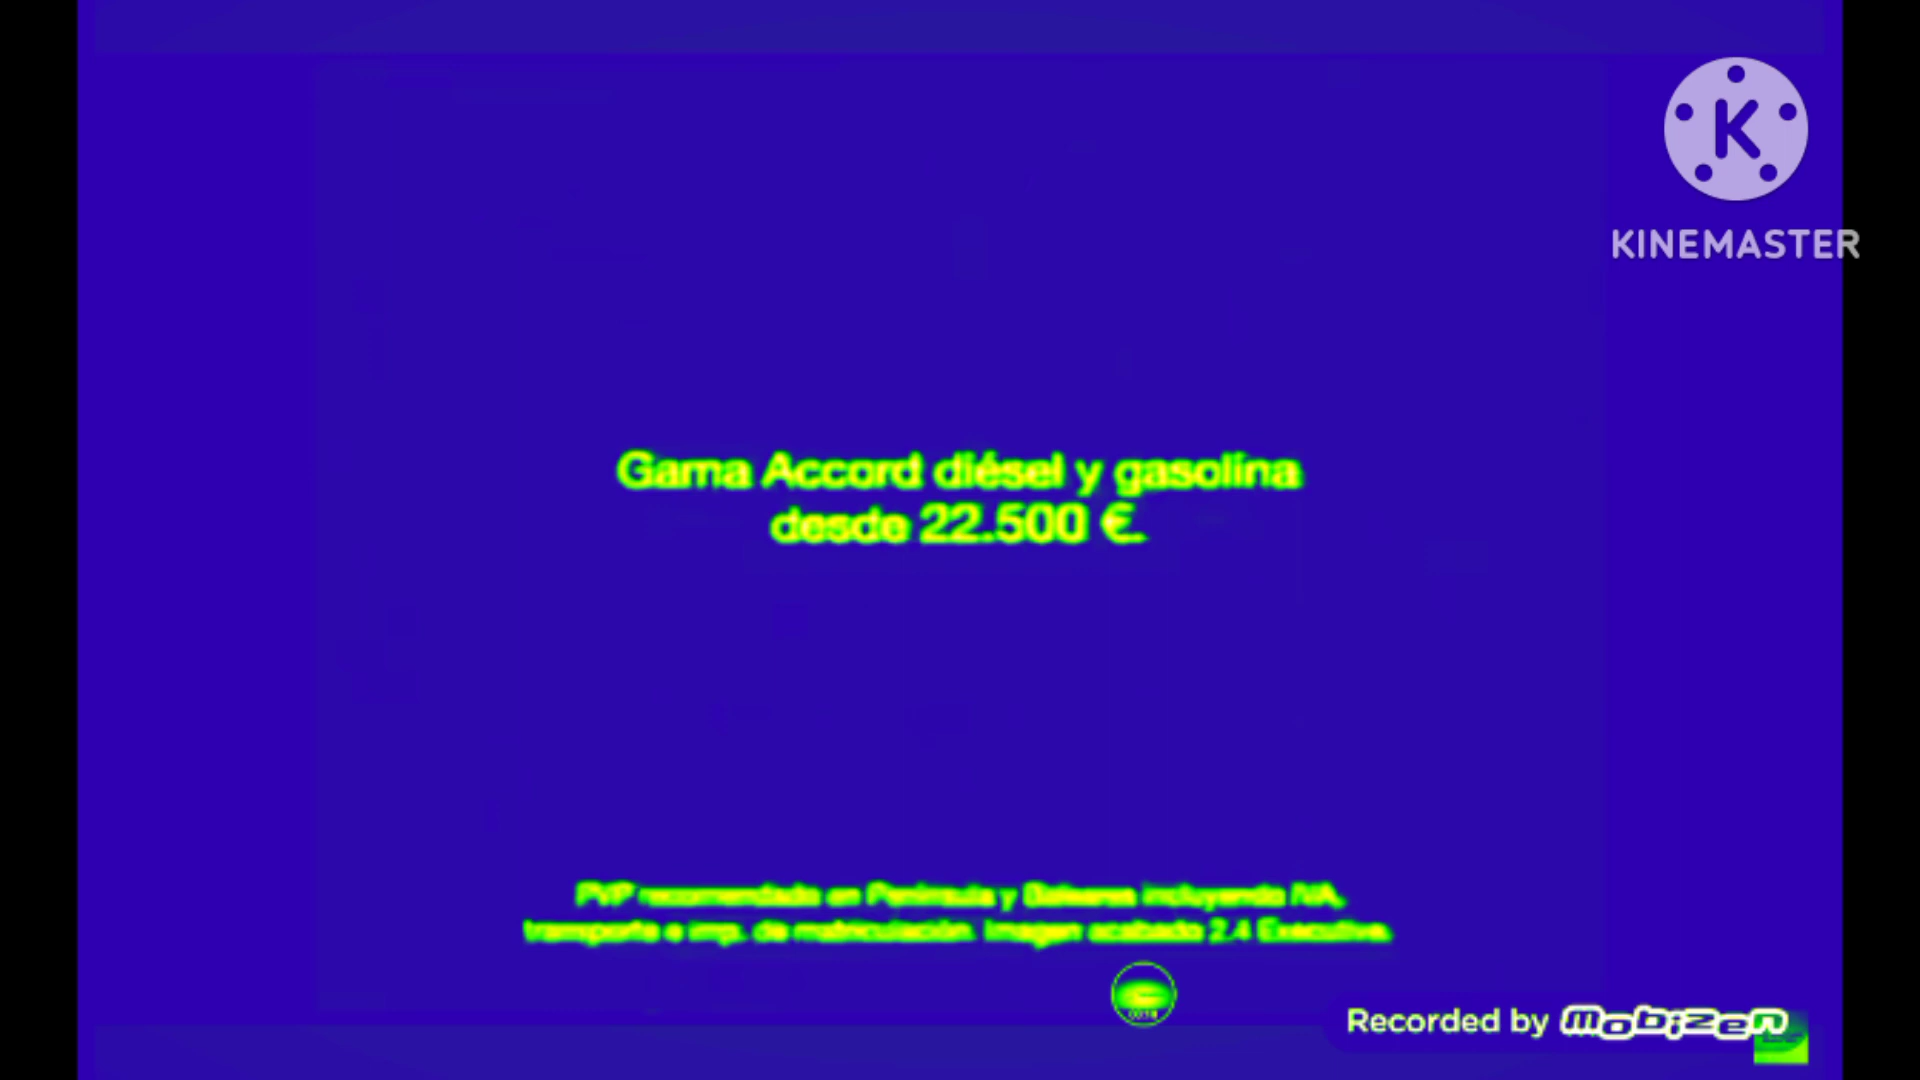 KINEMASTER
Gama Accord diésel y gasolina
desde 22.500 €.
PVP recomendado en Península y Baleares incluyendo IVA,
transporte e imp. de matriculación. Imagen acabado 2.4 Executive.
Recorded by mobizen